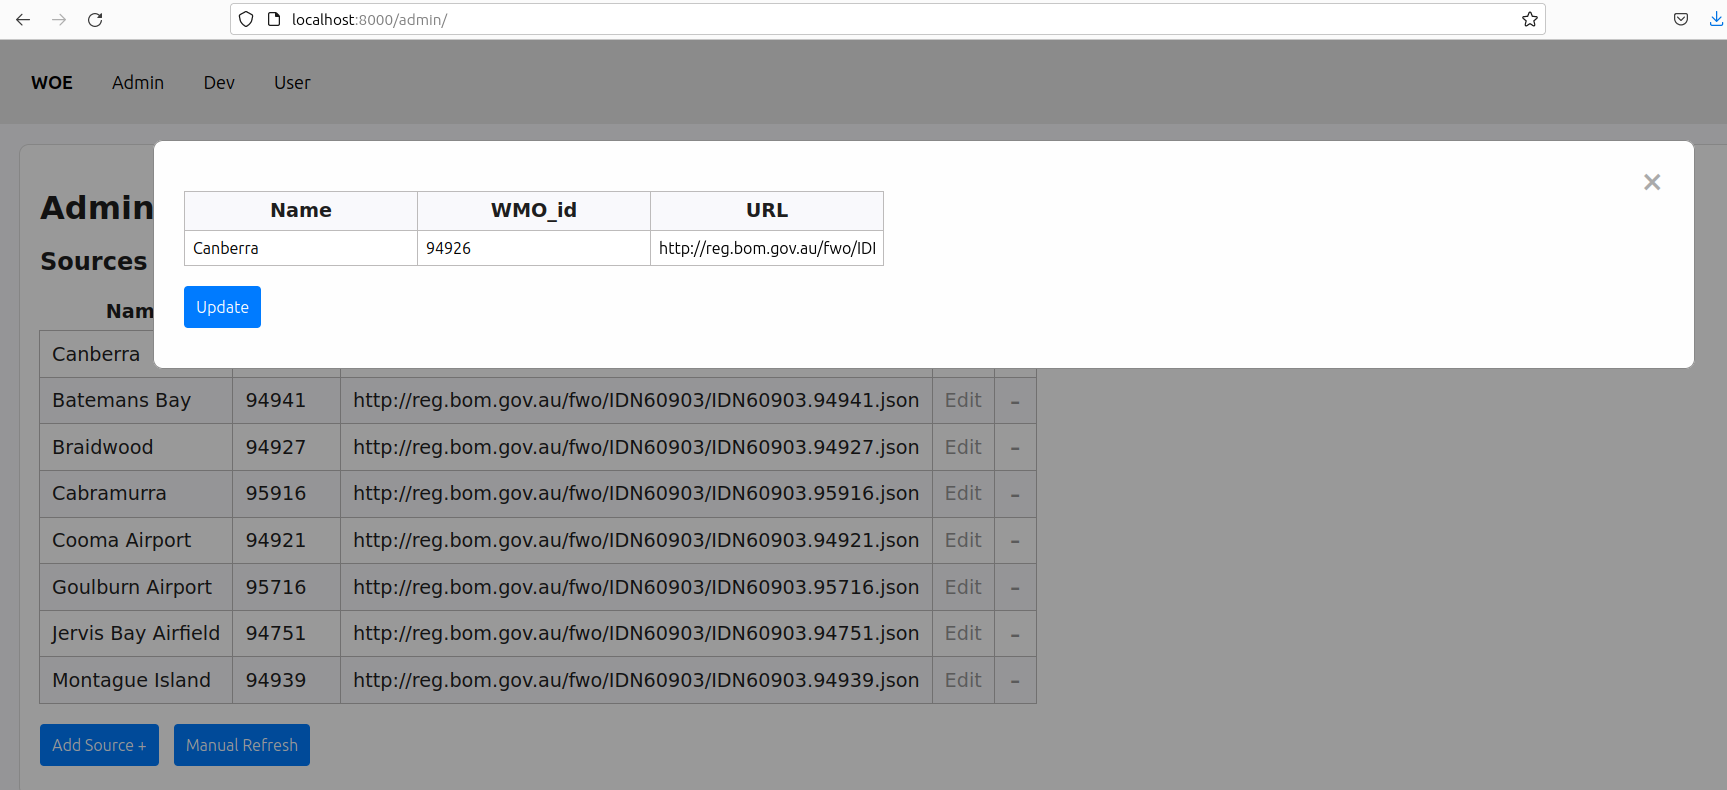 localhost:8000/admin/
WOE Admin Dev User
×
Name WMO_id URL
Canberra 94926 http://reg.bom.gov.au/fwo/IDI
Update
Admin
Sources
Nam
Canberra
Batemans Bay 94941 http://reg.bom.gov.au/fwo/IDN60903/IDN60903.94941.json Edit –
Braidwood 94927 http://reg.bom.gov.au/fwo/IDN60903/IDN60903.94927.json Edit –
Cabramurra 95916 http://reg.bom.gov.au/fwo/IDN60903/IDN60903.95916.json Edit –
Cooma Airport 94921 http://reg.bom.gov.au/fwo/IDN60903/IDN60903.94921.json Edit –
Goulburn Airport 95716 http://reg.bom.gov.au/fwo/IDN60903/IDN60903.95716.json Edit –
Jervis Bay Airfield 94751 http://reg.bom.gov.au/fwo/IDN60903/IDN60903.94751.json Edit –
Montague Island 94939 http://reg.bom.gov.au/fwo/IDN60903/IDN60903.94939.json Edit –
Add Source + Manual Refresh